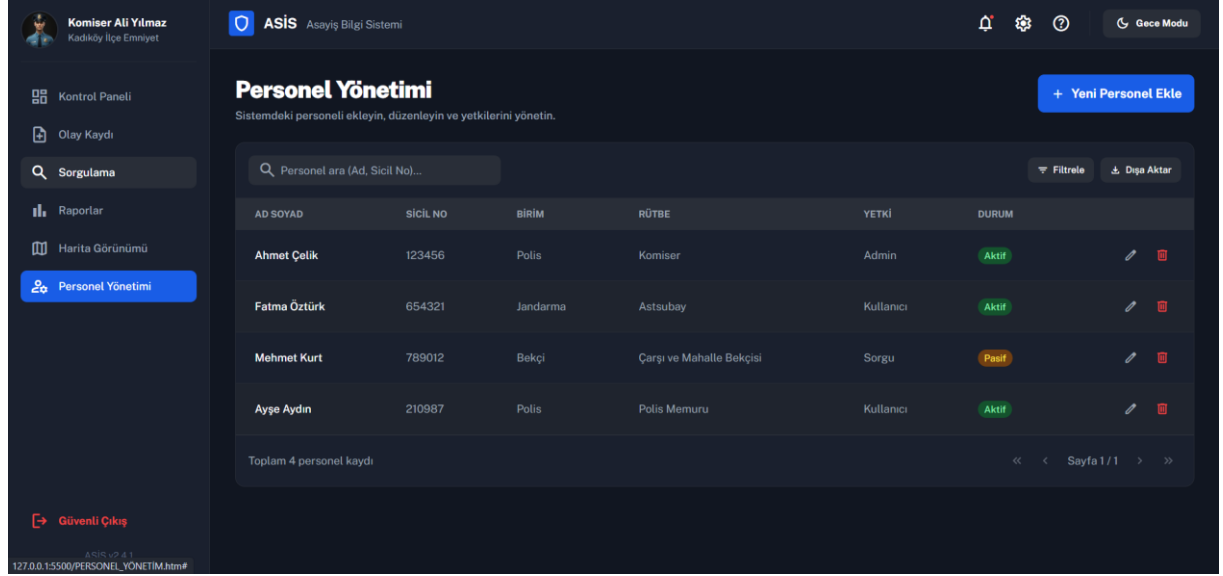 Komiser Ali Yılmaz
Kadıköy İlçe Emniyet
ASİS Asayiş Bilgi Sistemi
Gece Modu
Kontrol Paneli
Olay Kaydı
Sorgulama
Raporlar
Harita Görünümü
Personel Yönetimi
Güvenli Çıkış
ASİS v2.4.1
127.0.0.1:5500/PERSONEL_YÖNETİM.htm#
Personel Yönetimi
Sistemdeki personeli ekleyin, düzenleyin ve yetkilerini yönetin.
+ Yeni Personel Ekle
Personel ara (Ad, Sicil No)...
Filtrele
Dışa Aktar
AD SOYAD SİCİL NO BİRİM RÜTBE YETKİ DURUM
Ahmet Çelik 123456 Polis Komiser Admin Aktif
Fatma Öztürk 654321 Jandarma Astsubay Kullanıcı Aktif
Mehmet Kurt 789012 Bekçi Çarşı ve Mahalle Bekçisi Sorgu Pasif
Ayşe Aydın 210987 Polis Polis Memuru Kullanıcı Aktif
Toplam 4 personel kaydı
« ‹ Sayfa 1 / 1 › »